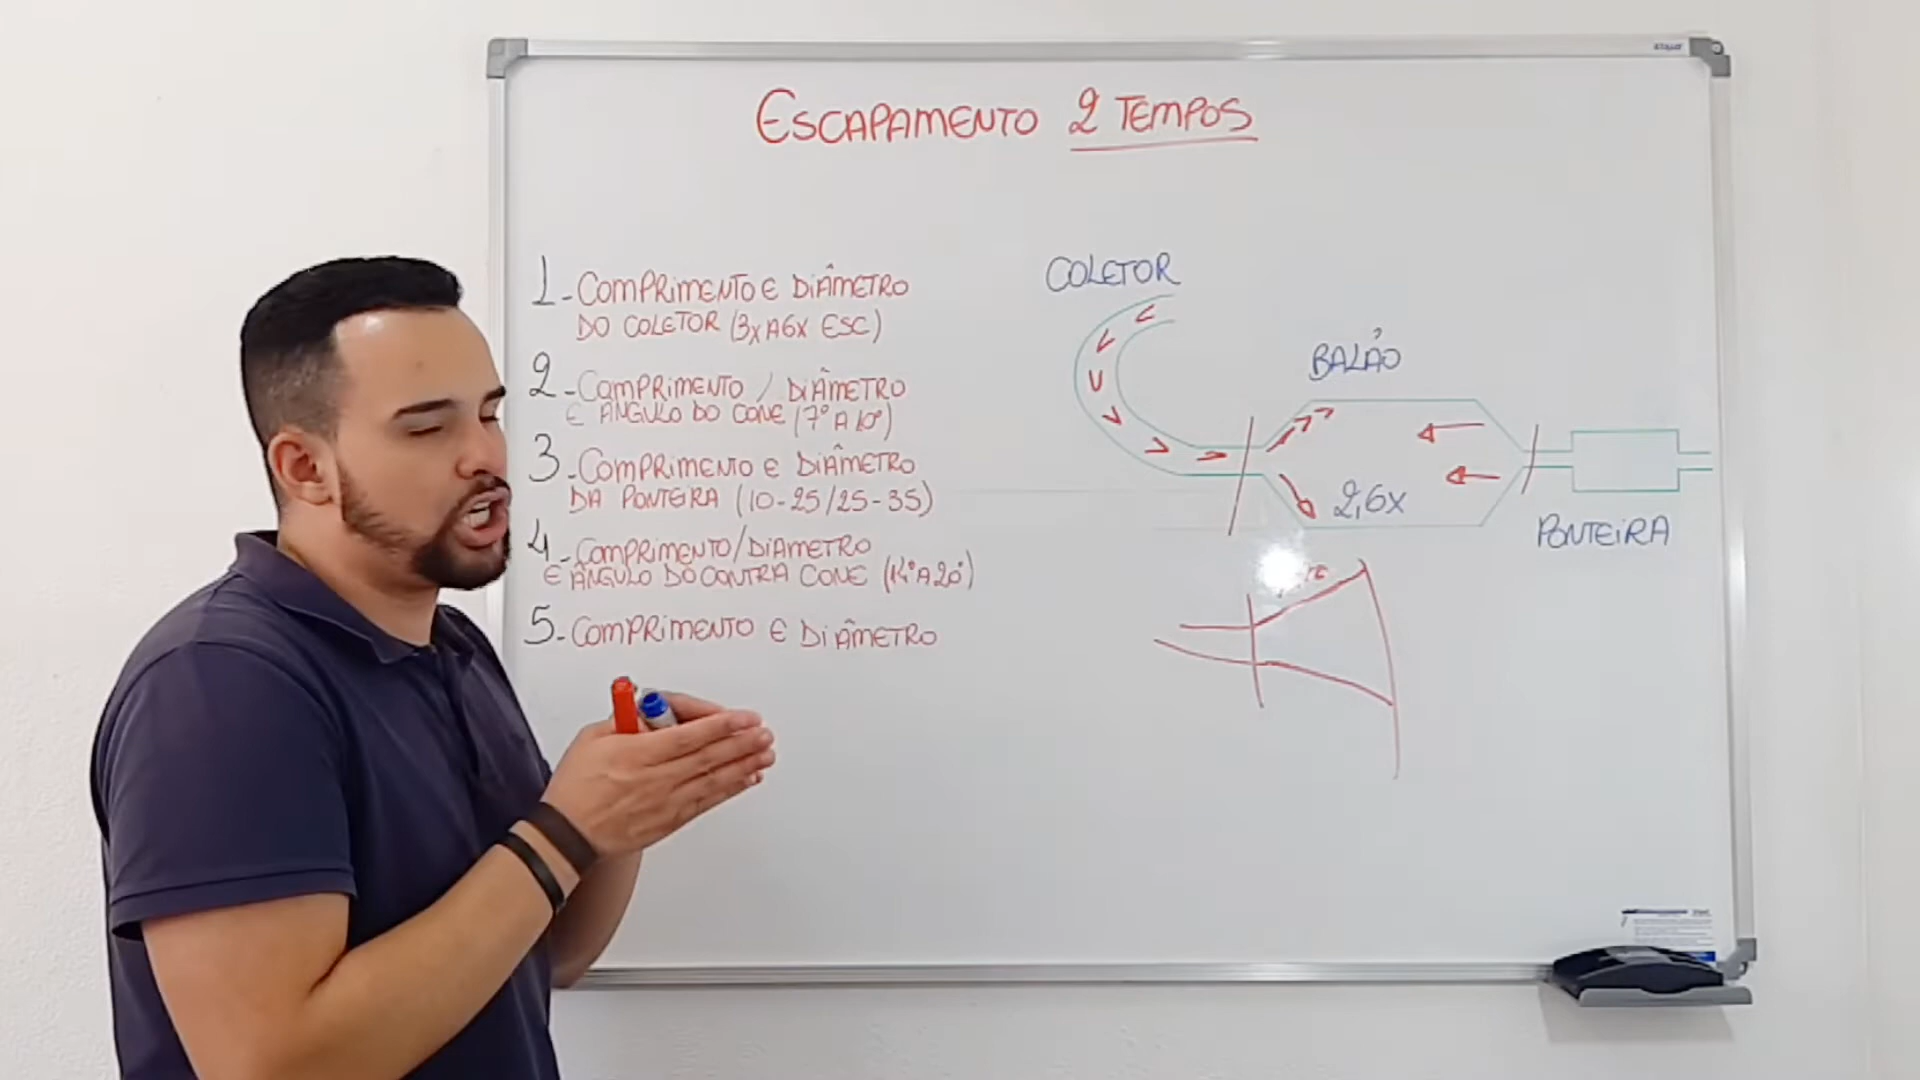 ESCAPAMENTO 2 TEMPOS
1-COMPRIMENTO E DIÂMETRO
DO COLETOR (3X A 6X ESC)
2-COMPRIMENTO / DIÂMETRO
E ANGULO DO CONE (7° A 10°)
3-COMPRIMENTO E DIÂMETRO
DA PONTEIRA (10-25/25-35)
4-COMPRIMENTO/DIAMETRO
E ÂNGULO DO CONTRA CONE (14° A 20°)
5-COMPRIMENTO E DIÂMETRO
COLETOR
BALÃO
2,6X
PONTEIRA